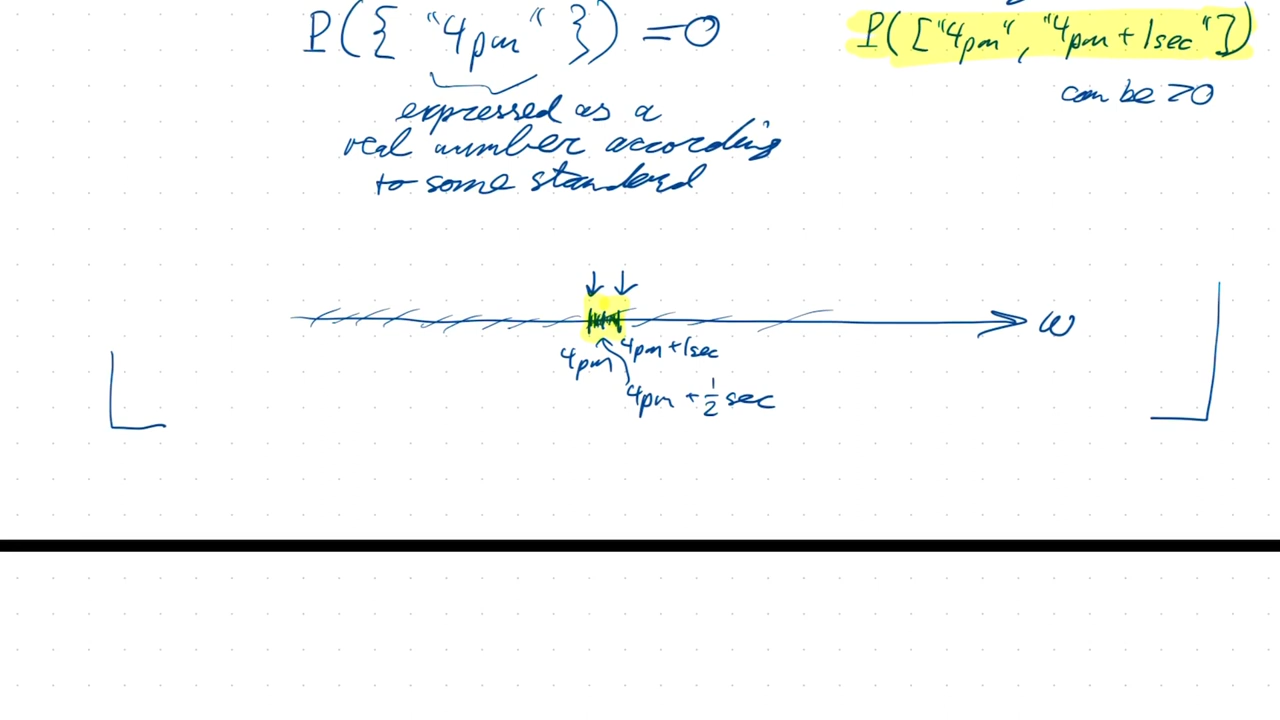 P({ "4pm" }) = 0
P(["4pm", "4pm + 1sec"])
can be >0
expressed as a
real number according
to some standard
ω
4pm
4pm + 1sec
4pm + 1/2 sec